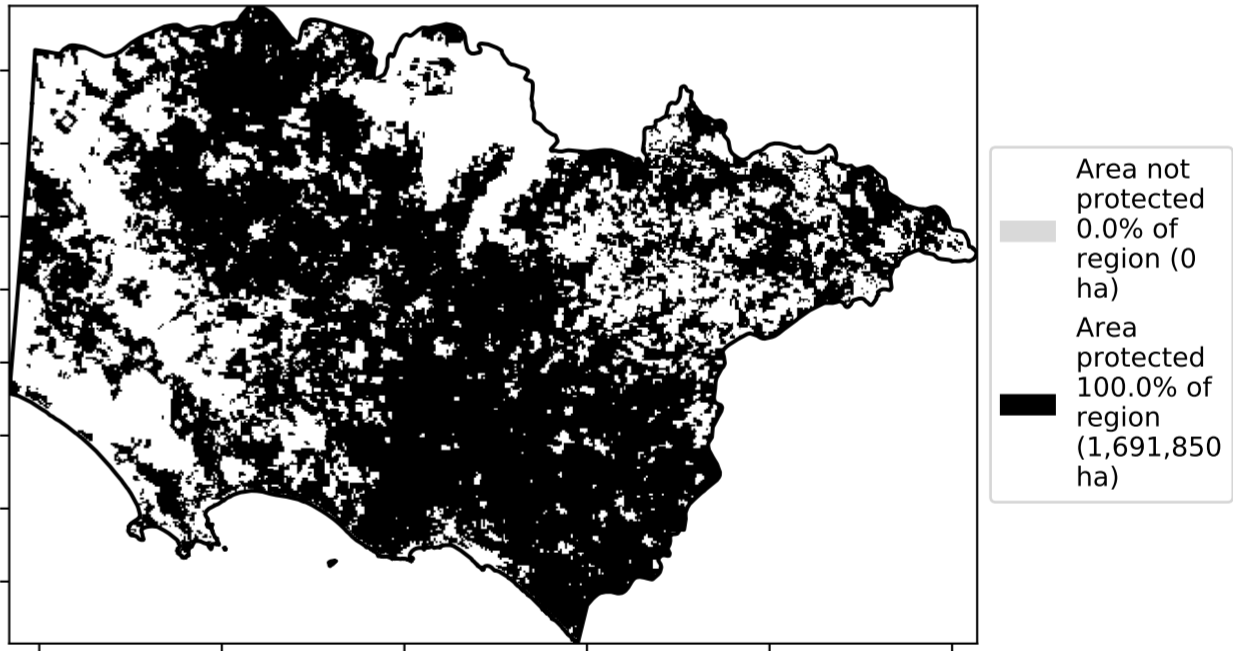 Area not
protected
0.0% of
region (0
ha)
Area
protected
100.0% of
region
(1,691,850
ha)